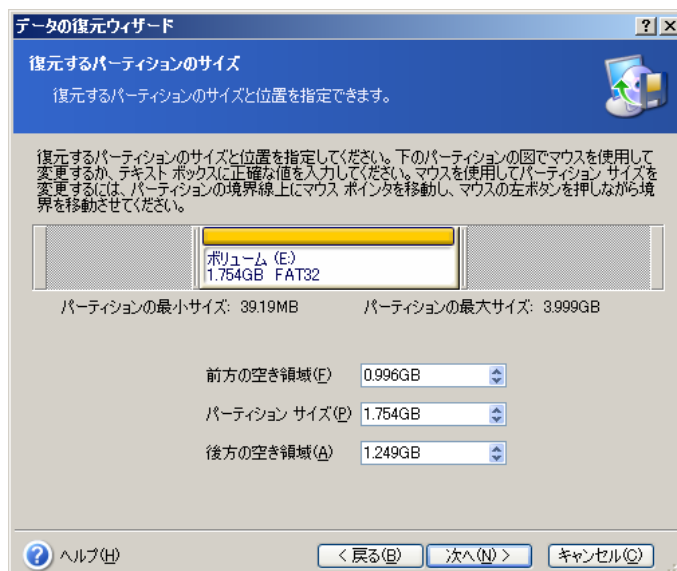 データの復元ウィザード
復元するパーティションのサイズ
復元するパーティションのサイズと位置を指定できます。
復元するパーティションのサイズと位置を指定してください。下のパーティションの図でマウスを使用して
変更するか、テキスト ボックスに正確な値を入力してください。マウスを使用してパーティション サイズを
変更するには、パーティションの境界線上にマウス ポインタを移動し、マウスの左ボタンを押しながら境
界を移動させてください。
ボリューム (E:)
1.754GB FAT32
パーティションの最小サイズ: 39.19MB パーティションの最大サイズ: 3.999GB
前方の空き領域(F) 0.996GB
パーティション サイズ(P) 1.754GB
後方の空き領域(A) 1.249GB
ヘルプ(H) < 戻る(B) 次へ(N) > キャンセル(C)